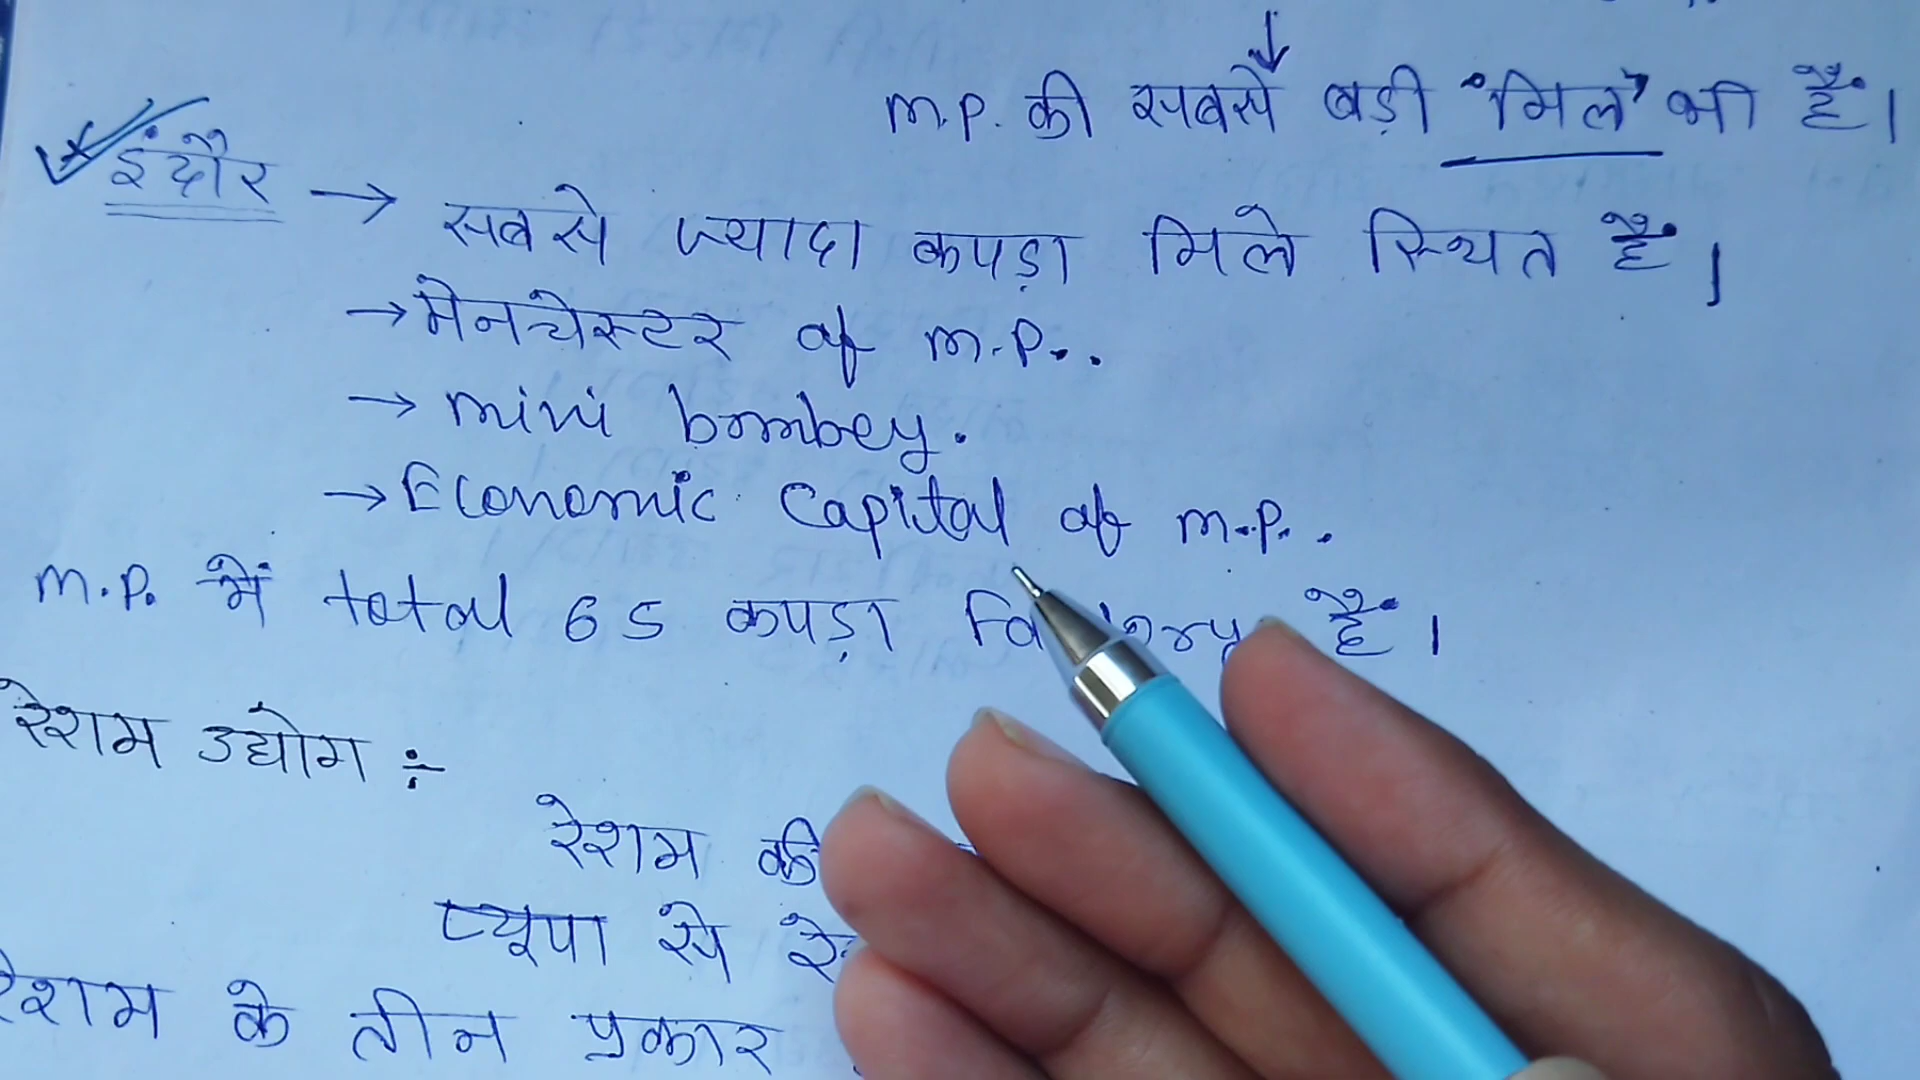 M.P. की सबसे बड़ी "मिल" भी है।
इंदौर → सबसे ज्यादा कपड़ा मिले स्थित हैं।
→ मेनचेस्टर of M.P..
→ mini bombey.
→ Economic Capital of M.P..
M.P. में total 65 कपड़ा हैं।
रेशम उद्योग ÷
रेशम की
प्यूपा से
रेशम के तीन प्रकार